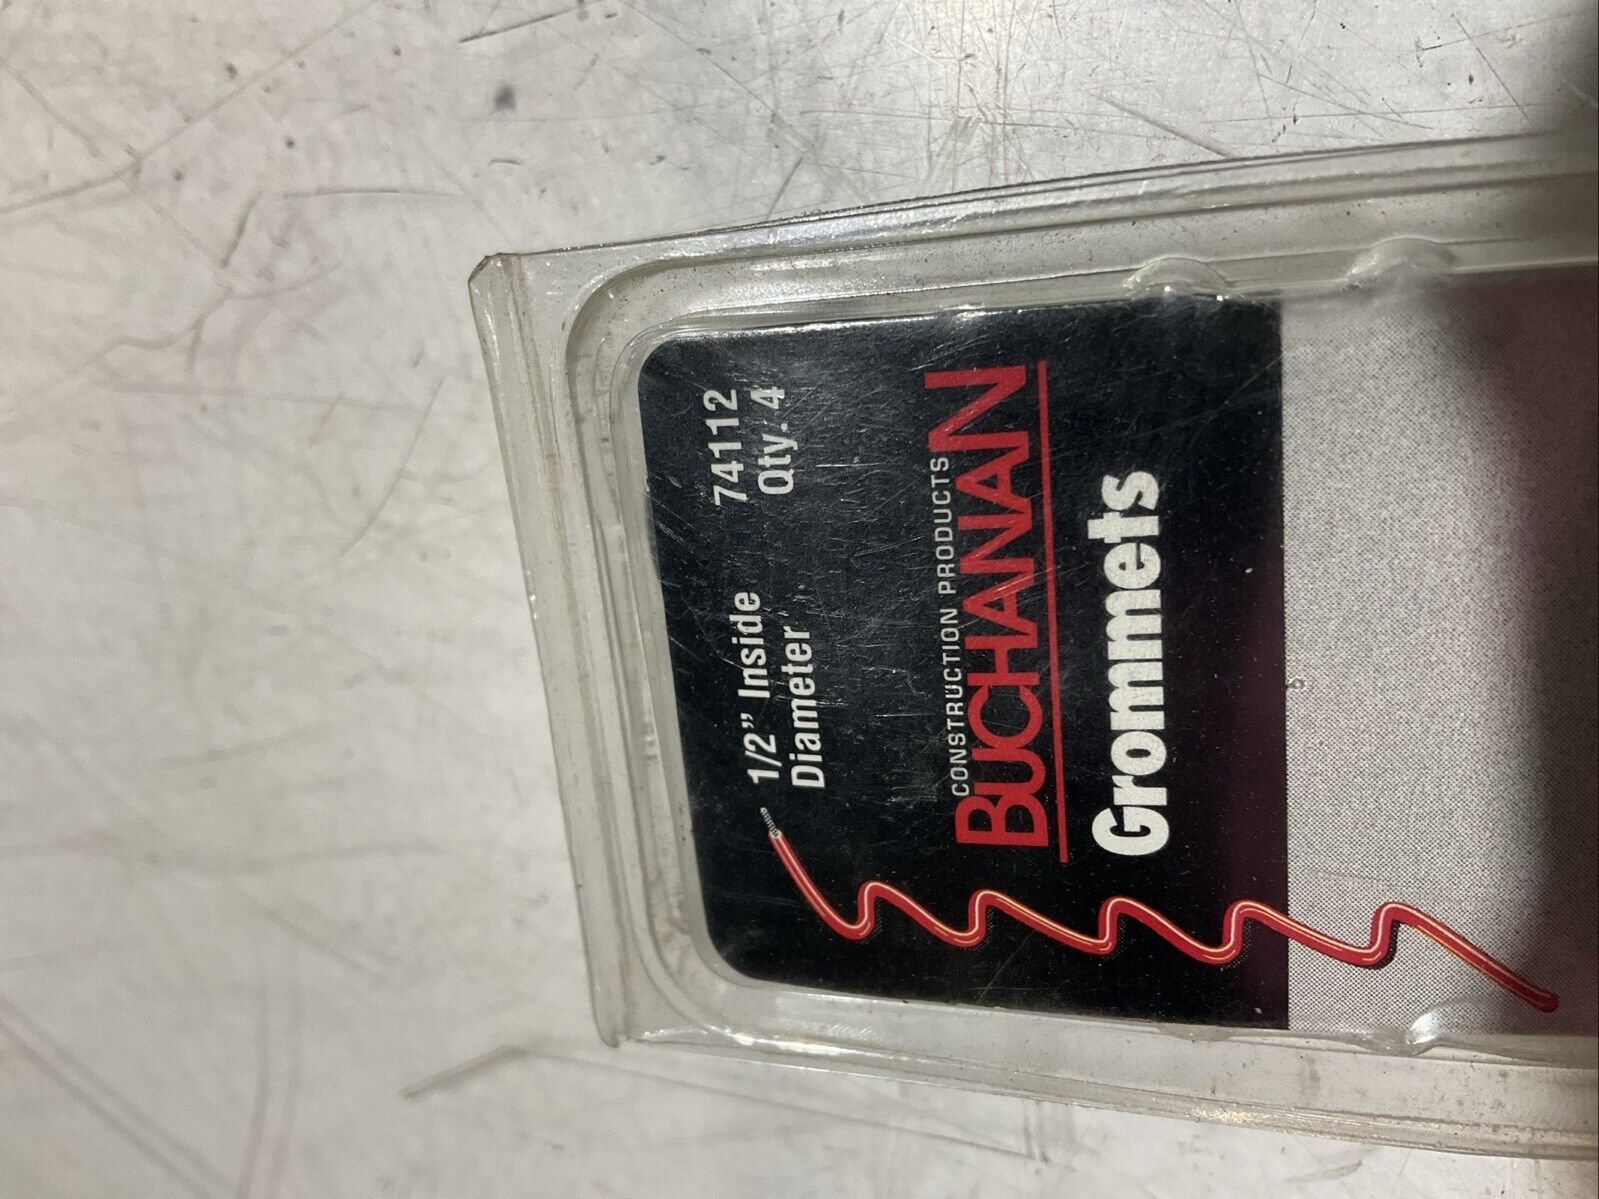 1/2” Inside
Diameter
74112
Qty. 4
CONSTRUCTION PRODUCTS
BUCHANAN
Grommets